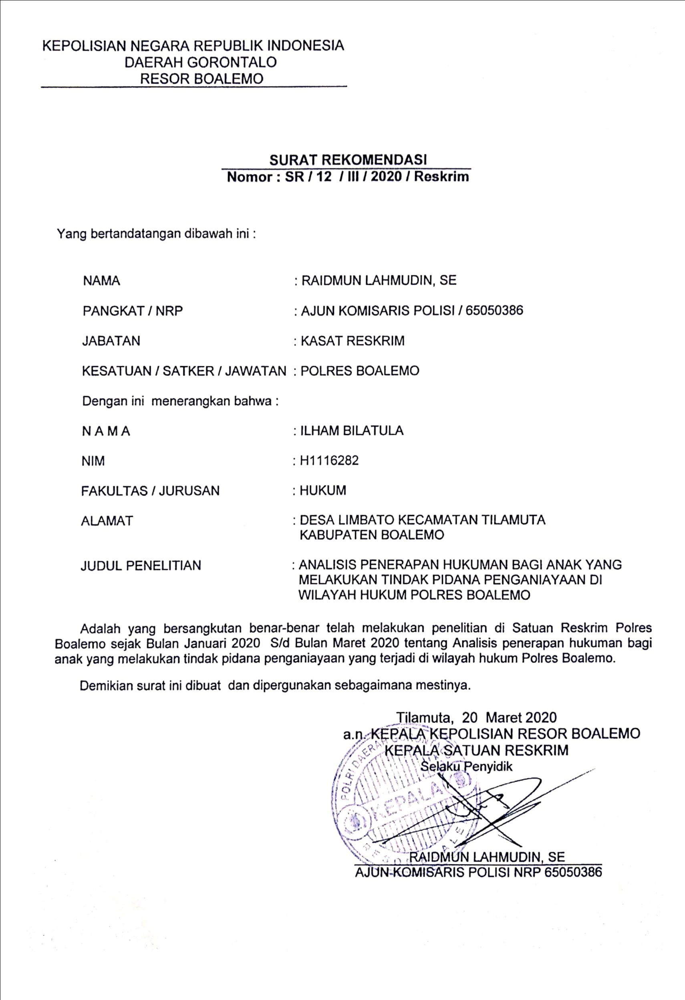 KEPOLISIAN NEGARA REPUBLIK INDONESIA
DAERAH GORONTALO
RESOR BOALEMO
SURAT REKOMENDASI
Nomor : SR / 12 / III / 2020 / Reskrim
Yang bertandatangan dibawah ini :
NAMA : RAIDMUN LAHMUDIN, SE
PANGKAT / NRP : AJUN KOMISARIS POLISI / 65050386
JABATAN : KASAT RESKRIM
KESATUAN / SATKER / JAWATAN : POLRES BOALEMO
Dengan ini menerangkan bahwa :
N A M A : ILHAM BILATULA
NIM : H1116282
FAKULTAS / JURUSAN : HUKUM
ALAMAT : DESA LIMBATO KECAMATAN TILAMUTA
KABUPATEN BOALEMO
JUDUL PENELITIAN : ANALISIS PENERAPAN HUKUMAN BAGI ANAK YANG
MELAKUKAN TINDAK PIDANA PENGANIAYAAN DI
WILAYAH HUKUM POLRES BOALEMO
Adalah yang bersangkutan benar-benar telah melakukan penelitian di Satuan Reskrim Polres
Boalemo sejak Bulan Januari 2020 S/d Bulan Maret 2020 tentang Analisis penerapan hukuman bagi
anak yang melakukan tindak pidana penganiayaan yang terjadi di wilayah hukum Polres Boalemo.
Demikian surat ini dibuat dan dipergunakan sebagaimana mestinya.
Tilamuta, 20 Maret 2020
a.n. KEPALA KEPOLISIAN RESOR BOALEMO
KEPALA SATUAN RESKRIM
Selaku Penyidik
POLRI DAERAH GORONTALO
KEPALA
RAIDMUN LAHMUDIN, SE
AJUN KOMISARIS POLISI NRP 65050386